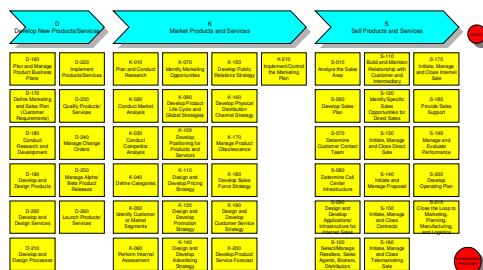 D
Develop New Products/Services
K
Market Products and Services
S
Sell Products and Services
D-160
Plan and Manage
Product Business
Plans
D-220
Implement
Products/Services
D-170
Define Marketing
and Sales Plan
(Customer
Requirements)
D-230
Qualify Products/
Services
D-180
Conduct
Research and
Development
D-240
Manage Change
Orders
D-190
Develop and
Design Products
D-250
Manage Alpha/
Beta Product
Releases
D-200
Develop and
Design Services
D-260
Launch Products/
Services
D-210
Develop and
Design Processes
K-010
Plan and Conduct
Research
K-070
Identify Marketing
Opportunities
K-150
Develop Public
Relations Strategy
K-210
Implement/Control
the Marketing
Plan
K-020
Conduct Market
Analysis
K-090
Develop Product
Life Cycle and
Global Strategies
K-160
Develop Physical
Distribution
Channel Strategy
K-030
Conduct
Competitor
Analysis
K-100
Develop
Positioning for
Products and
Services
K-170
Manage Product
Obsolescence
K-040
Define Categories
K-110
Design and
Develop Pricing
Strategy
K-180
Develop Sales
Force Strategy
K-050
Identify Customer
or Market
Segments
K-130
Design and
Develop
Promotion
Strategy
K-190
Design and
Develop
Customer Service
Strategy
K-060
Perform Internal
Assessment
K-140
Design and
Develop
Advertising
Strategy
K-200
Develop Product/
Service Forecast
S-010
Analyze the Sales
Area
S-110
Build and Maintain
Relationship with
Customer and
Intermediary
S-170
Initiate, Manage
and Close Internet
Sale
S-060
Develop Sales
Plan
S-120
Identify Specific
Sales
Opportunities for
Direct Sales
S-180
Provide Sales
Support
S-070
Determine
Customer Contact
Team
S-130
Initiate, Manage
and Close Direct
Sale
S-190
Manage and
Evaluate
Performance
S-080
Determine Call
Center
Infrastructure
S-140
Initiate and
Manage Proposal
S-200
Develop
Operating Plan
S-090
Design and
Develop
Applications/
Infrastructure for
Internet Sales
S-150
Initiate, Manage,
and Close
Contracts
S-210
Close the Loop to
Marketing,
Planning,
Manufacturing,
and Logistics
S-100
Select/Manage
Resellers, Sales
Agents, Brokers,
Distributors
S-160
Initiate, Manage
and Close
Telemarketing
Sale